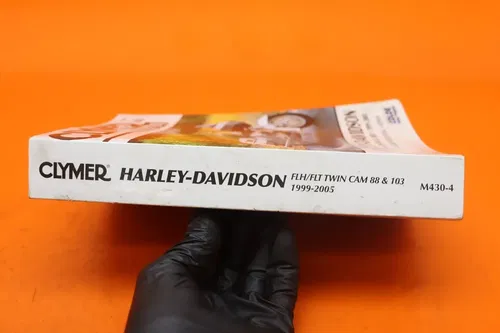 CLYMER® HARLEY-DAVIDSON FLH/FLT TWIN CAM 88 & 103
1999-2005
M430-4